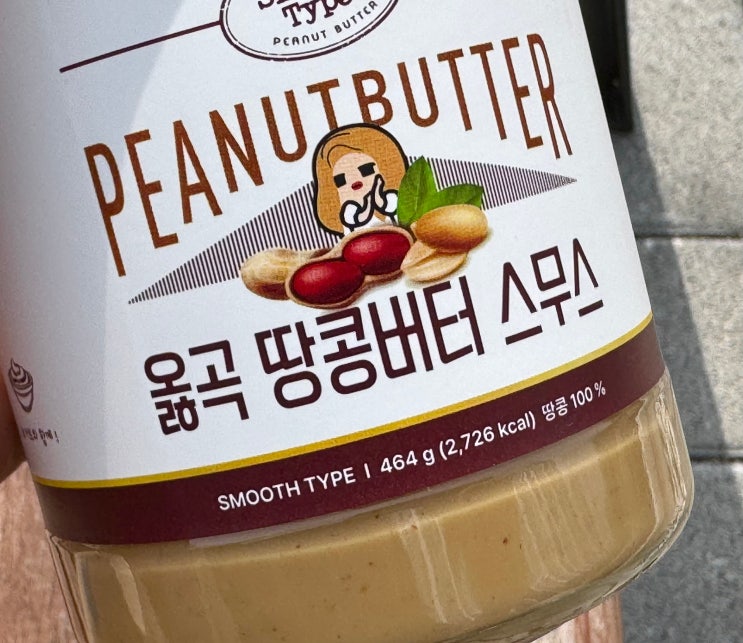 Type
PEANUT BUTTER
PEANUTBUTTER
옳곡 땅콩버터 스무스
SMOOTH TYPE | 464 g (2,726 kcal) 땅콩 100 %